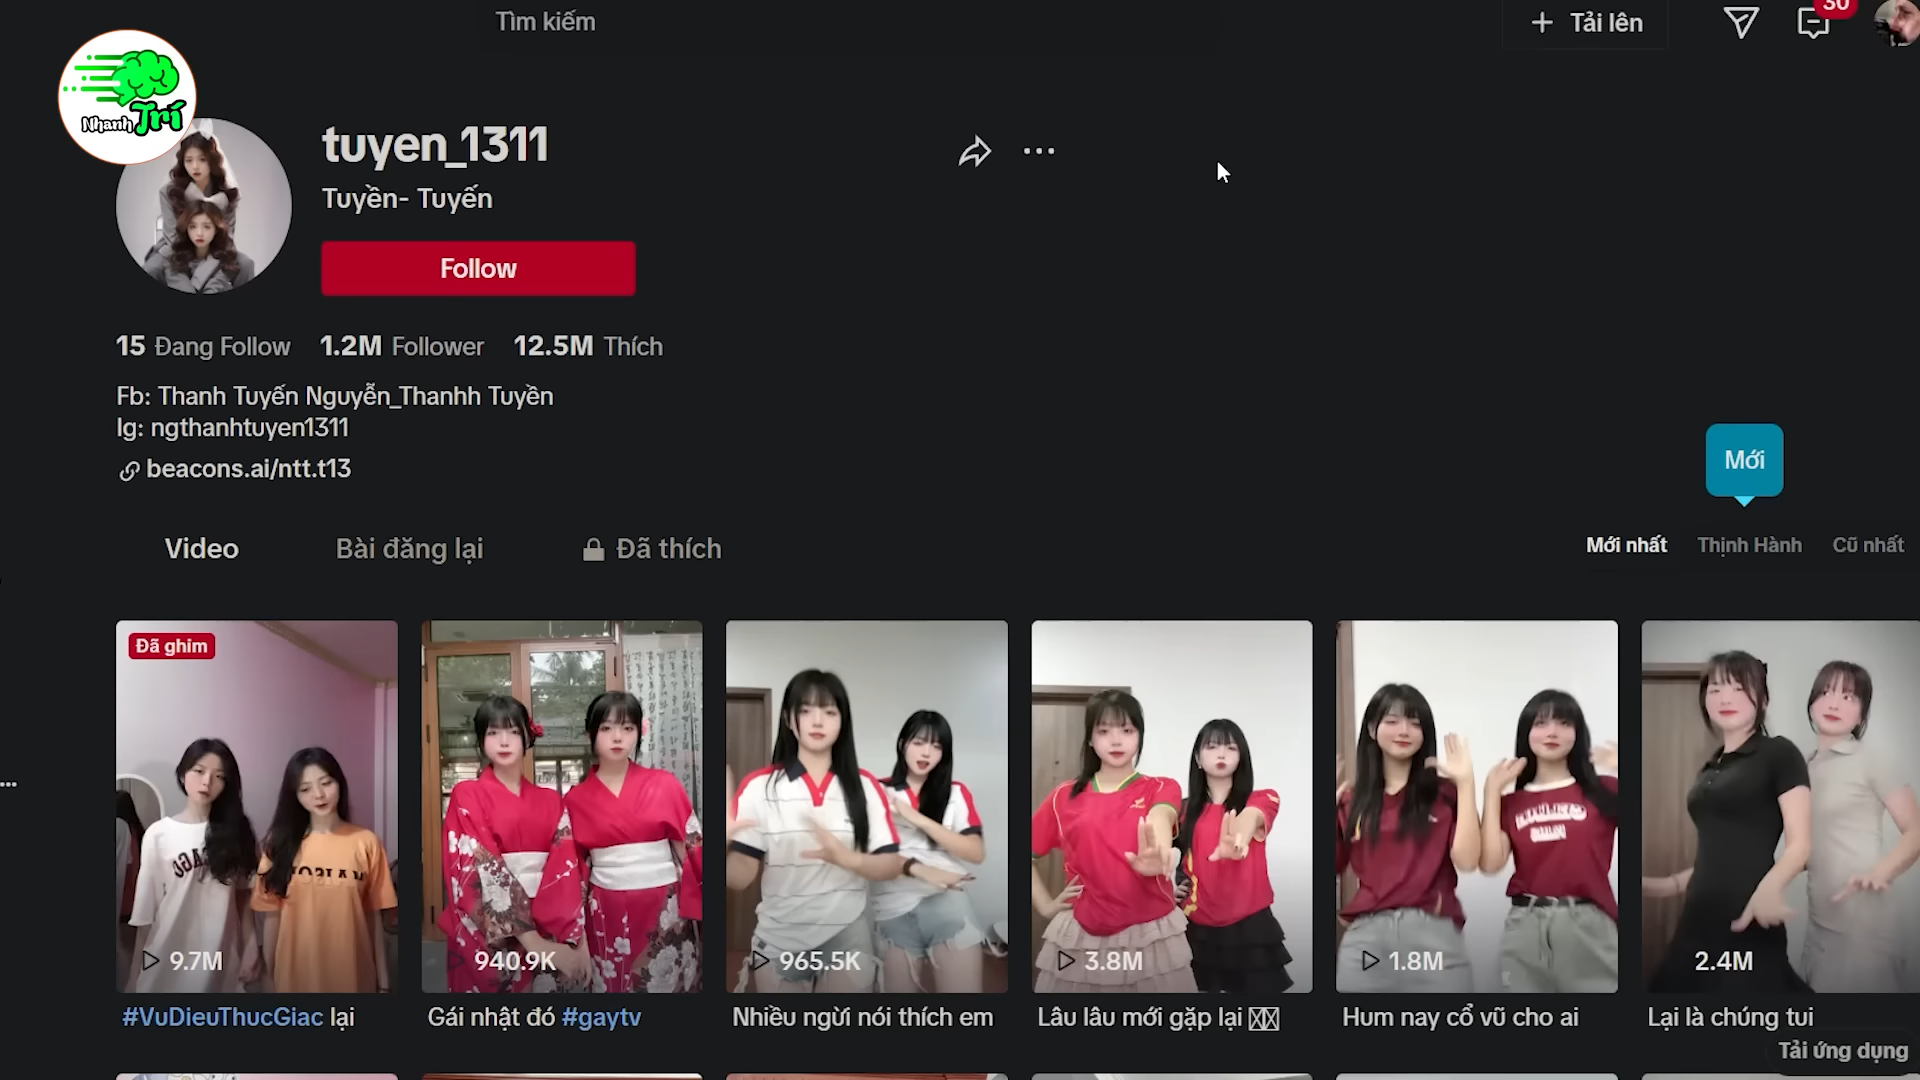 Tìm kiếm
Tải lên
30
Nhanh Trí
tuyen_1311
Tuyền- Tuyến
Follow
15 Đang Follow 1.2M Follower 12.5M Thích
Fb: Thanh Tuyến Nguyễn_Thanhh Tuyền
Ig: ngthanhtuyen1311
beacons.ai/ntt.t13
Mới
Video Bài đăng lại Đã thích
Mới nhất Thịnh Hành Cũ nhất
Đã ghim
9.7M 940.9K 965.5K 3.8M 1.8M 2.4M
#VuDieuThucGiac lại
Gái nhật đó #gaytv
Nhiều ngừi nói thích em
Lâu lâu mới gặp lại
Hum nay cổ vũ cho ai
Lại là chúng tui
Tải ứng dụng